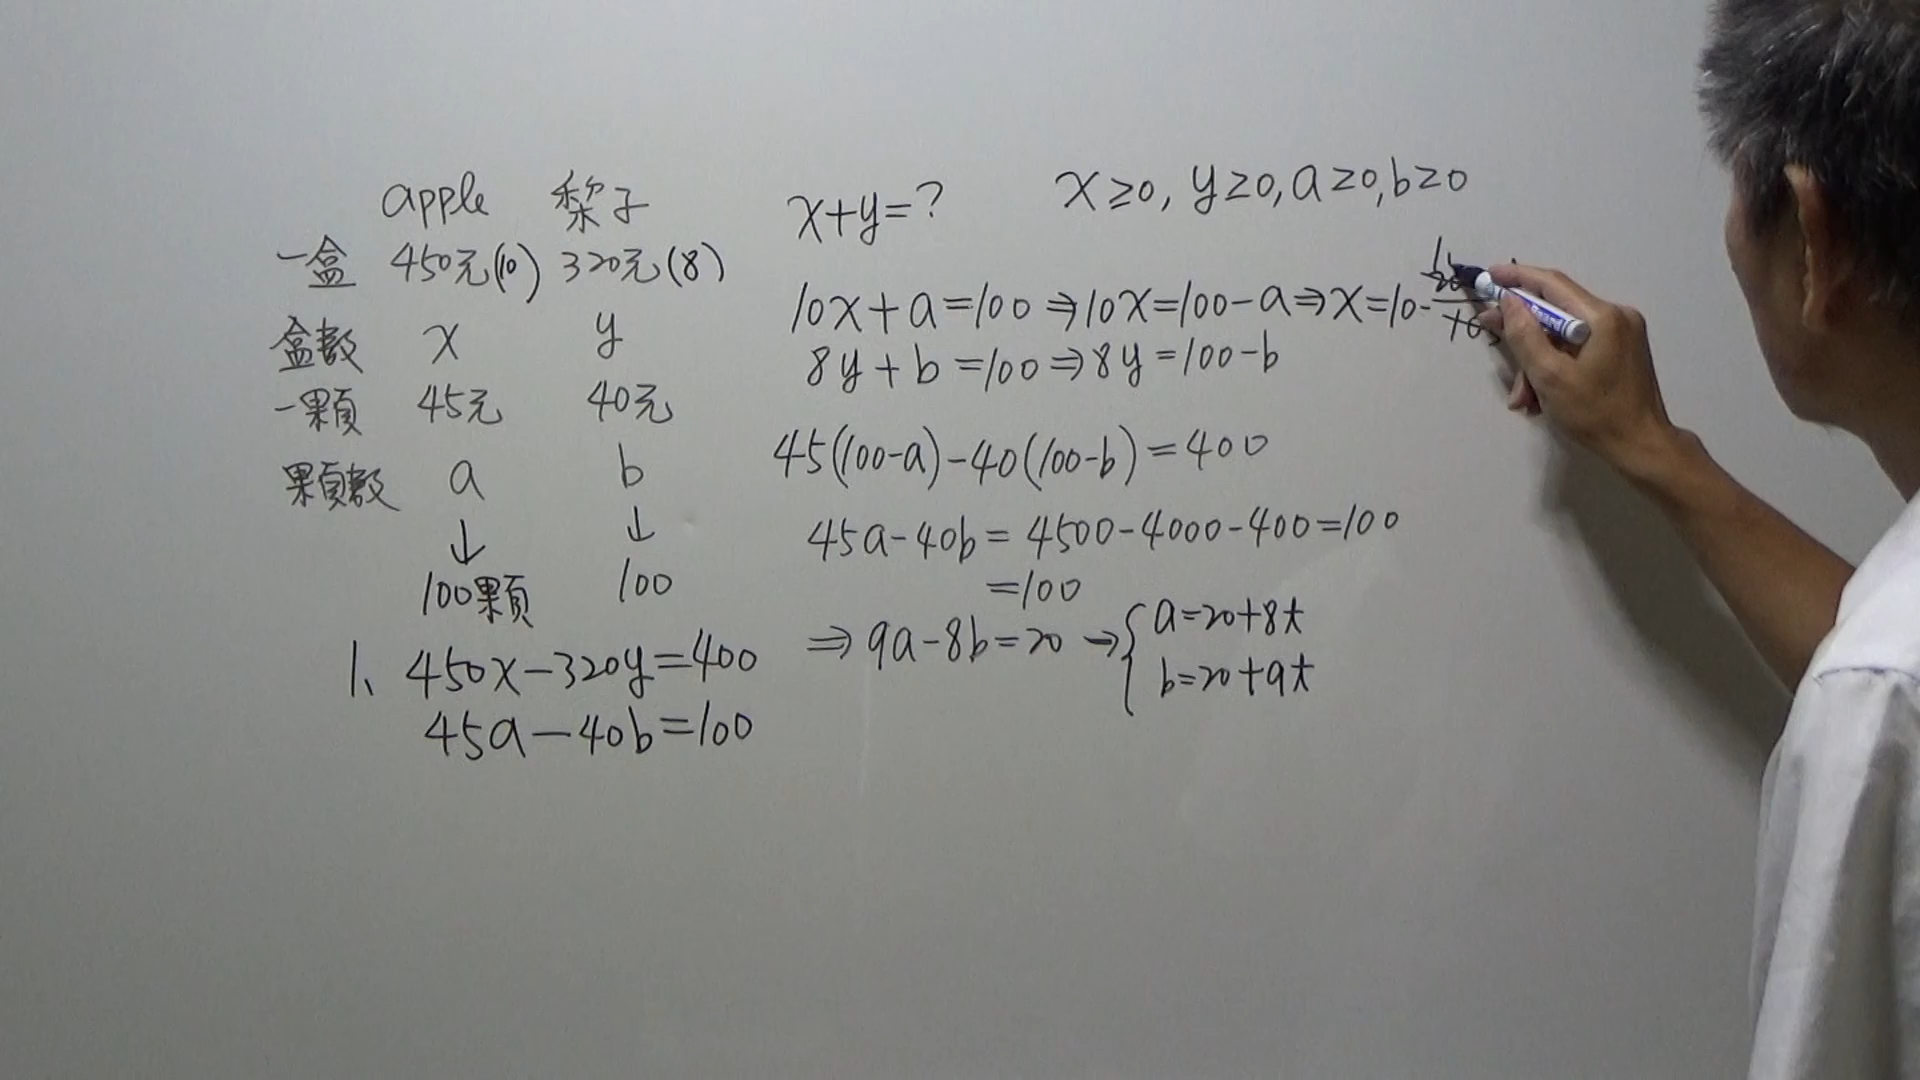 apple 梨子
一盒 450元(10) 320元(8)
盒數 x y
一顆 45元 40元
顆數 a b
↓ ↓
100顆 100
1、450x-320y=400
45a-40b=100
x+y=?
x≥0, y≥0, a≥0, b≥0
10x+a=100⇒10x=100-a⇒x=10-
8y+b=100⇒8y=100-b
45(100-a)-40(100-b)=400
45a-40b=4500-4000-400=100
=100
⇒9a-8b=20→{a=20+8t
b=20+9t